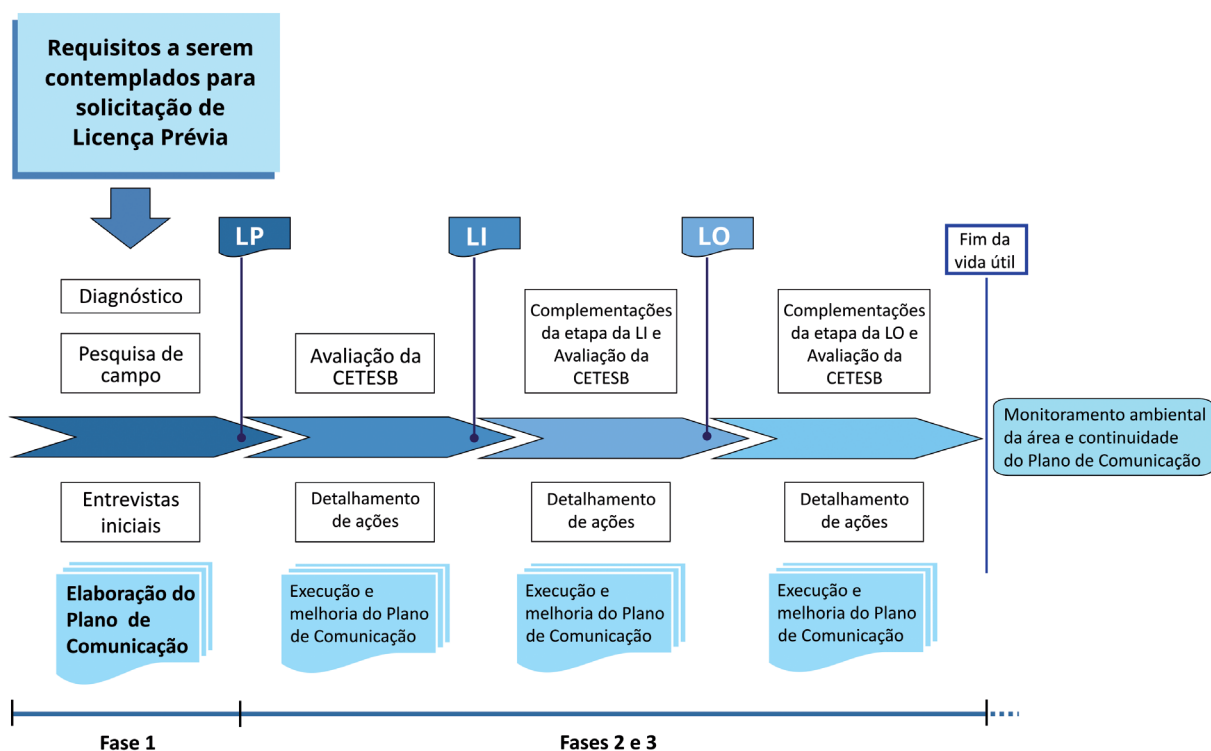 Requisitos a serem
contemplados para
solicitação de
Licença Prévia
LP
LI
LO
Fim da
vida útil
Diagnóstico
Pesquisa de
campo
Avaliação da
CETESB
Complementações
da etapa da LI e
Avaliação da
CETESB
Complementações
da etapa da LO e
Avaliação da
CETESB
Monitoramento ambiental
da área e continuidade
do Plano de Comunicação
Entrevistas
iniciais
Detalhamento
de ações
Detalhamento
de ações
Detalhamento
de ações
Elaboração do
Plano de
Comunicação
Execução e
melhoria do Plano
de Comunicação
Execução e
melhoria do Plano
de Comunicação
Execução e
melhoria do Plano
de Comunicação
Fase 1
Fases 2 e 3